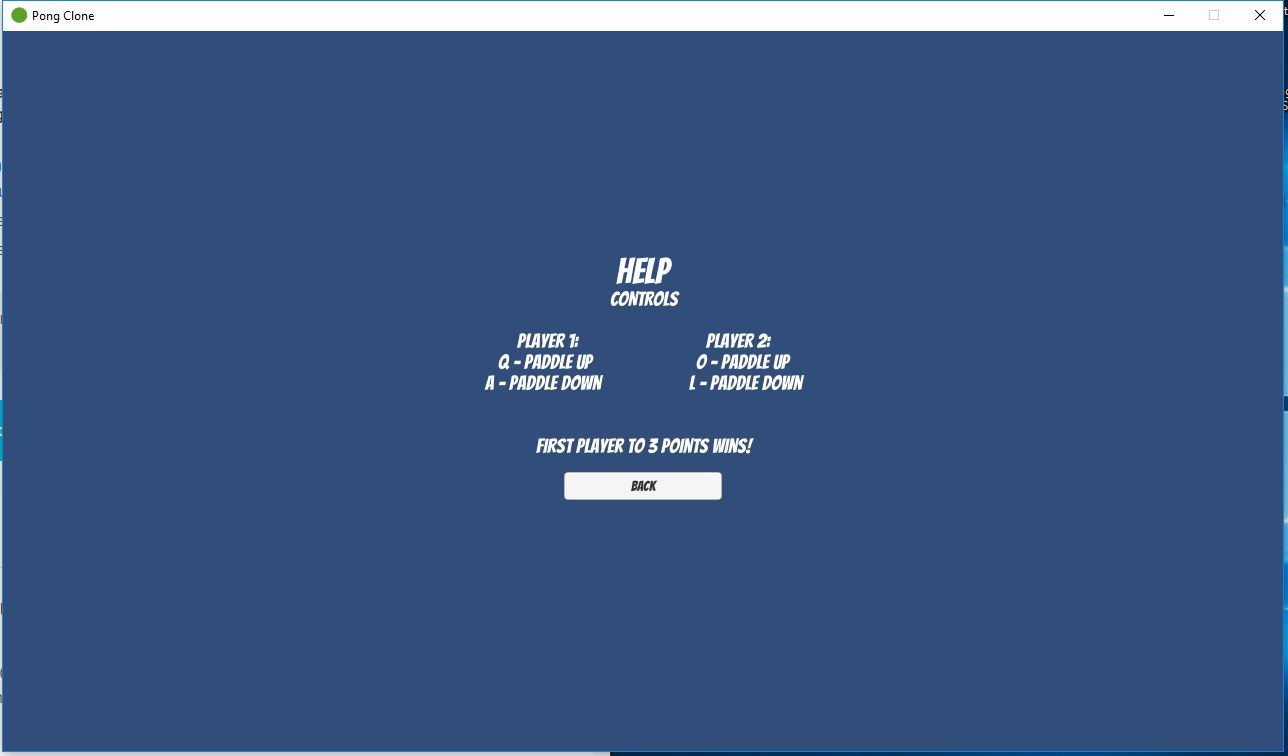 Pong Clone
HELP
CONTROLS
PLAYER 1:
Q - PADDLE UP
A - PADDLE DOWN
PLAYER 2:
O - PADDLE UP
L - PADDLE DOWN
FIRST PLAYER TO 3 POINTS WINS!
BACK